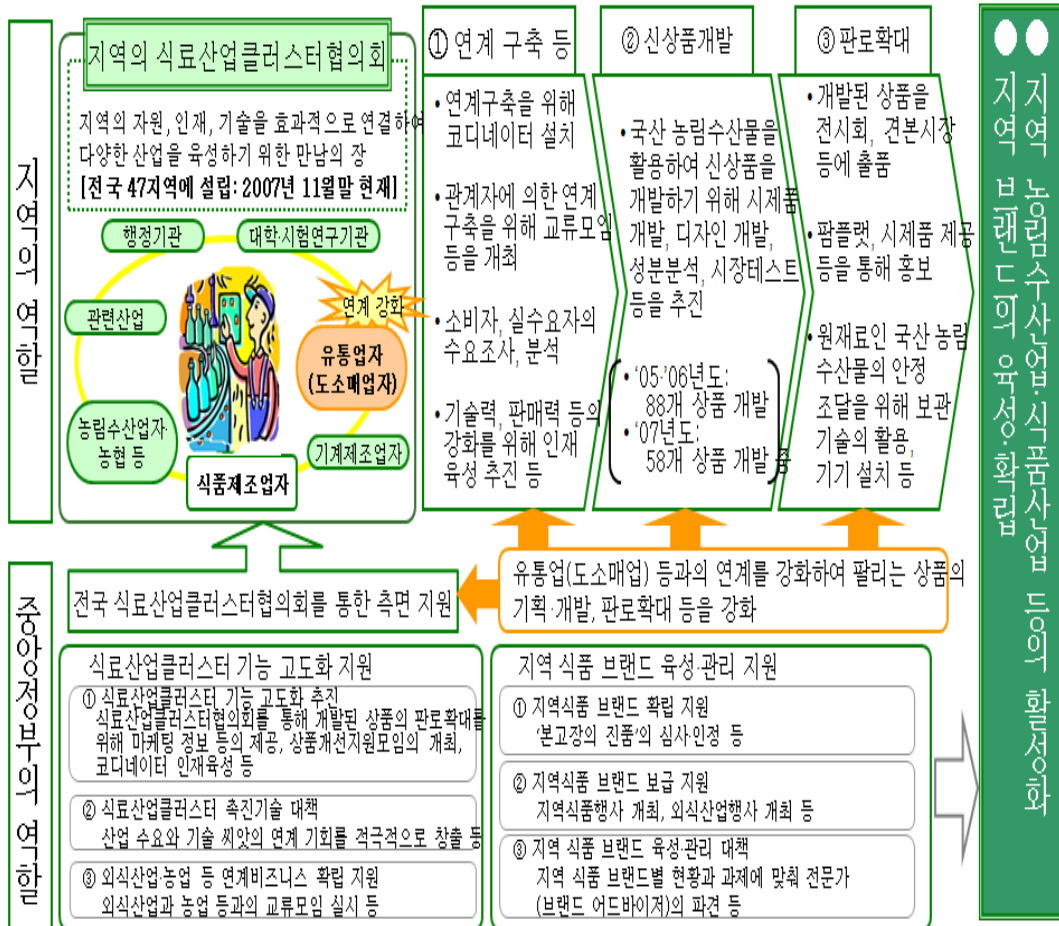 지역의 역할
지역의 식료산업클러스터협의회
지역의 자원, 인재, 기술을 효과적으로 연결하여
다양한 산업을 육성하기 위한 만남의 장
[전국 47지역에 설립: 2007년 11월말 현재]
행정기관
대학·시험연구기관
관련산업
연계 강화
유통업자
(도소매업자)
농림수산업자·
농협 등
기계제조업자
식품제조업자
① 연계 구축 등
• 연계구축을 위해
코디네이터 설치
• 관계자에 의한 연계
구축을 위해 교류모임
등을 개최
• 소비자, 실수요자의
수요조사, 분석
• 기술력, 판매력 등의
강화를 위해 인재
육성 추진 등
② 신상품개발
• 국산 농림수산물을
활용하여 신상품을
개발하기 위해 시제품
개발, 디자인 개발,
성분분석, 시장테스트
등을 추진
• '05·'06년도:
88개 상품 개발
• '07년도:
58개 상품 개발 중
③ 판로확대
• 개발된 상품을
전시회, 견본시장
등에 출품
• 팜플랫, 시제품 제공
등을 통해 홍보
• 원재료인 국산 농림
수산물의 안정
조달을 위해 보관
기술의 활용,
기기 설치 등
중앙정부의 역할
전국 식료산업클러스터협의회를 통한 측면 지원
유통업(도소매업) 등과의 연계를 강화하여 팔리는 상품의
기획·개발, 판로확대 등을 강화
식료산업클러스터 기능 고도화 지원
① 식료산업클러스터 기능 고도화 추진
식료산업클러스터협의회를 통해 개발된 상품의 판로확대를
위해 마케팅 정보 등의 제공, 상품개선지원모임의 개최,
코디네이터 인재육성 등
② 식료산업클러스터 촉진기술 대책
산업 수요와 기술 씨앗의 연계 기회를 적극적으로 창출 등
③ 외식산업·농업 등 연계비즈니스 확립 지원
외식산업과 농업 등과의 교류모임 실시 등
지역 식품 브랜드 육성·관리 지원
① 지역식품 브랜드 확립 지원
'본고장의 진품'의 심사·인정 등
② 지역식품 브랜드 보급 지원
지역식품행사 개최, 외식산업행사 개최 등
③ 지역 식품 브랜드 육성·관리 대책
지역 식품 브랜드별 현황과 과제에 맞춰 전문가
(브랜드 어드바이저)의 파견 등
● 지역 농림수산업·식품산업 등의 활성화
● 지역 브랜드의 육성·확립